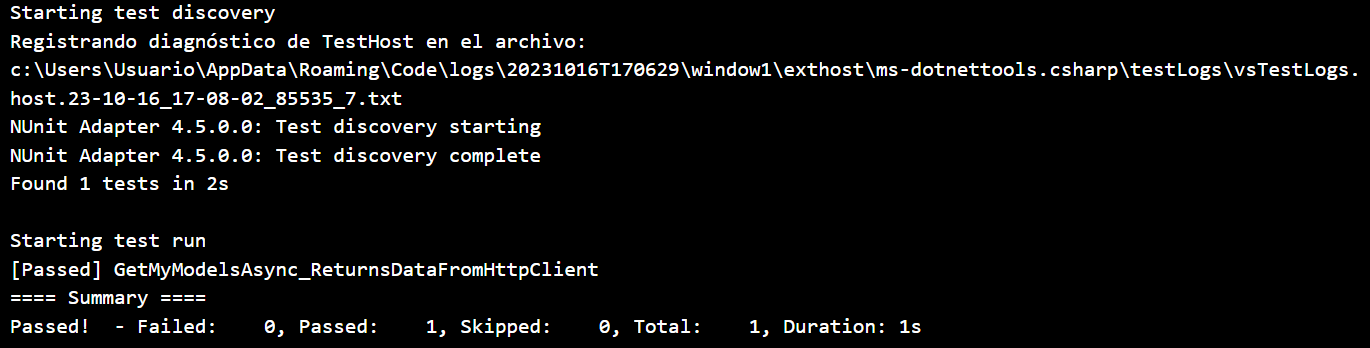 Starting test discovery
Registrando diagnóstico de TestHost en el archivo:
c:\Users\Usuario\AppData\Roaming\Code\logs\20231016T170629\window1\exthost\ms-dotnettools.csharp\testLogs\vsTestLogs.
host.23-10-16_17-08-02_85535_7.txt
NUnit Adapter 4.5.0.0: Test discovery starting
NUnit Adapter 4.5.0.0: Test discovery complete
Found 1 tests in 2s

Starting test run
[Passed] GetMyModelsAsync_ReturnsDataFromHttpClient
==== Summary ====
Passed!  - Failed:    0, Passed:    1, Skipped:    0, Total:    1, Duration: 1s